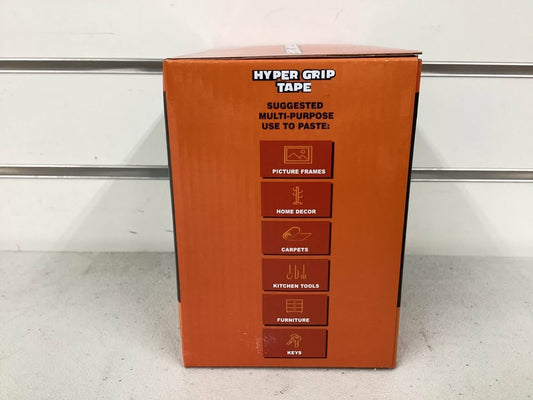 HYPER GRIP
TAPE
SUGGESTED
MULTI-PURPOSE
USE TO PASTE:
PICTURE FRAMES
HOME DECOR
CARPETS
KITCHEN TOOLS
FURNITURE
KEYS